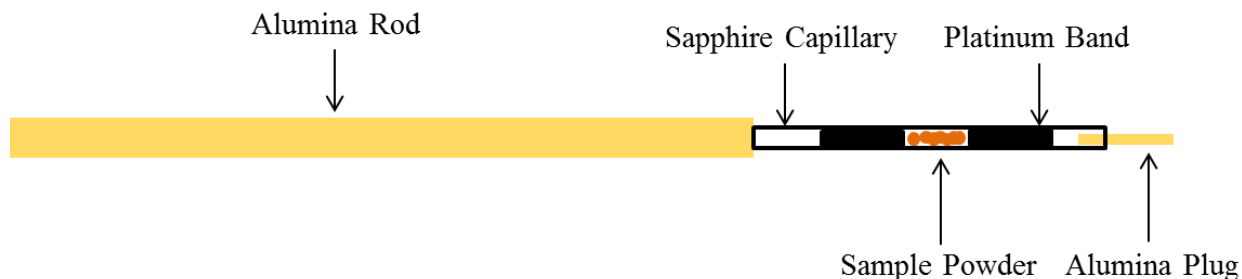 Alumina Rod
Sapphire Capillary
Platinum Band
Sample Powder
Alumina Plug